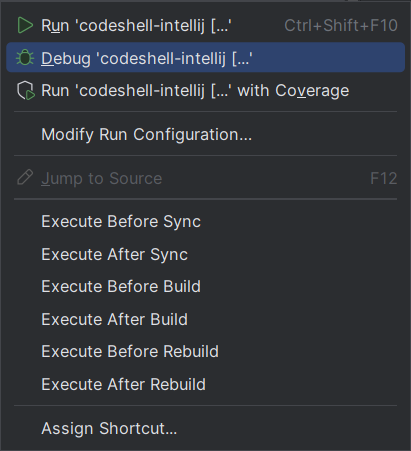 Run 'codeshell-intellij [...' Ctrl+Shift+F10
Debug 'codeshell-intellij [...'
Run 'codeshell-intellij [...' with Coverage
Modify Run Configuration...
Jump to Source F12
Execute Before Sync
Execute After Sync
Execute Before Build
Execute After Build
Execute Before Rebuild
Execute After Rebuild
Assign Shortcut...